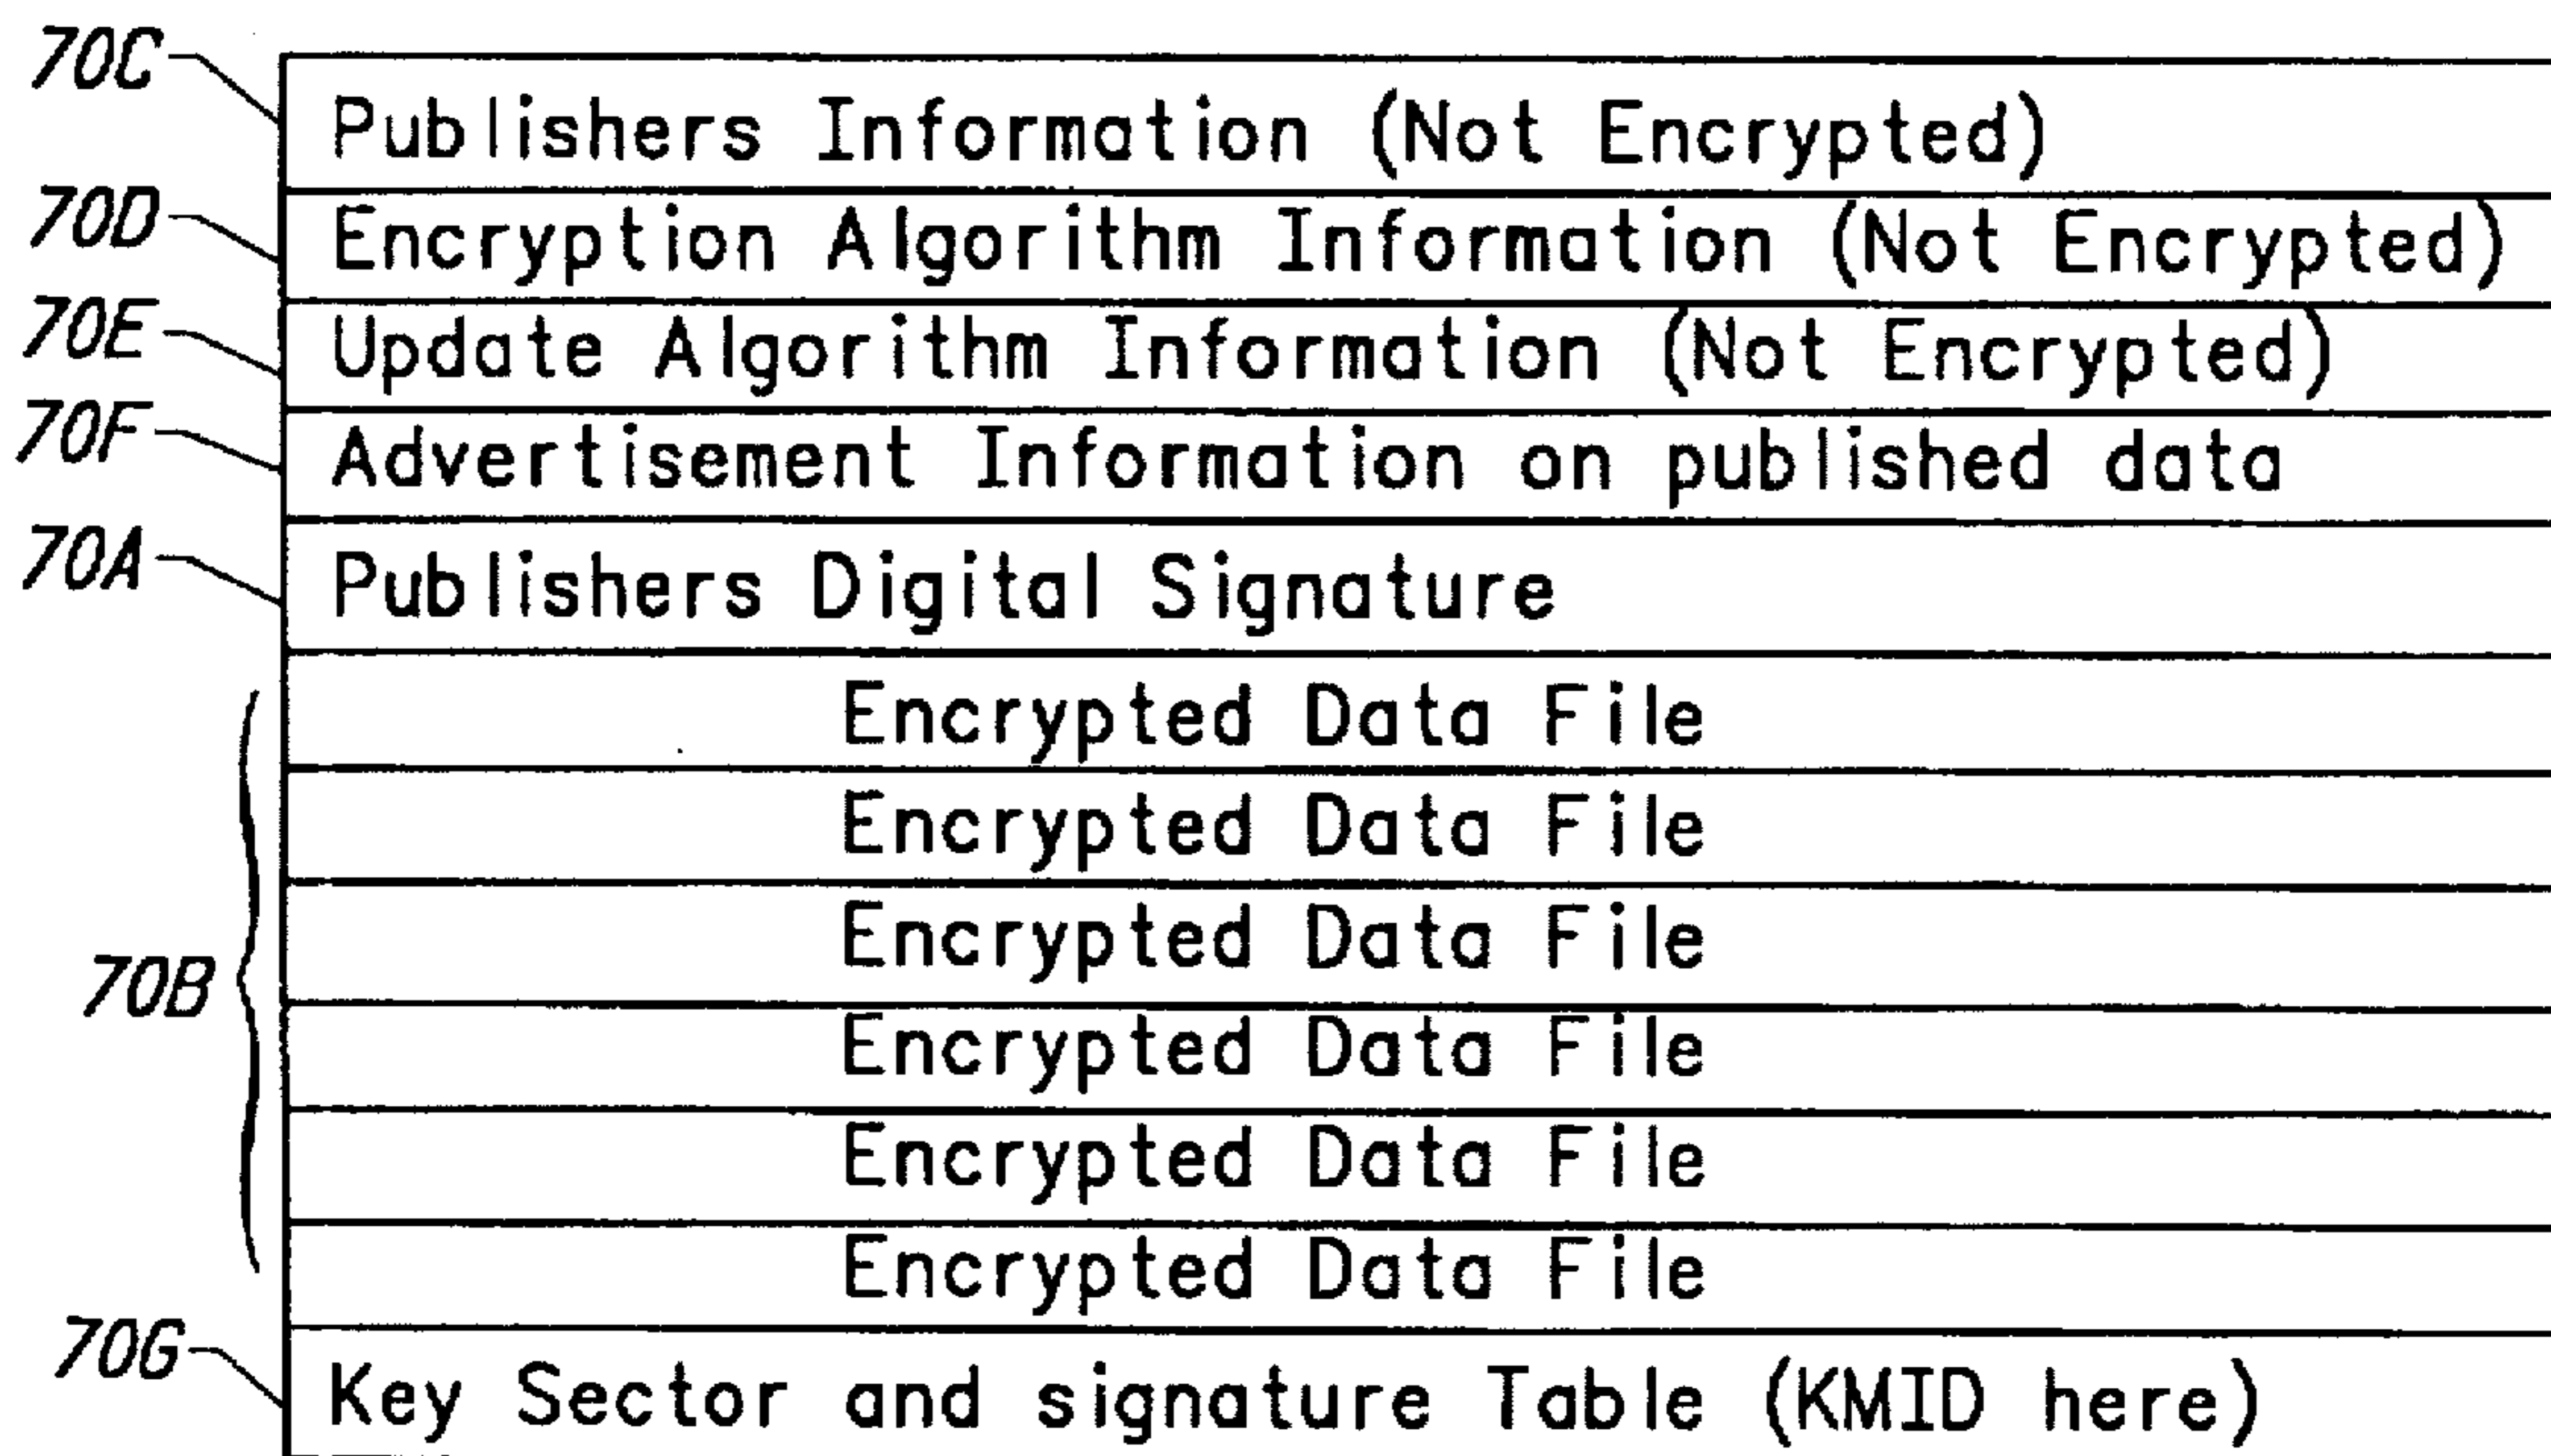 70C Publishers Information (Not Encrypted)
70D Encryption Algorithm Information (Not Encrypted)
70E Update Algorithm Information (Not Encrypted)
70F Advertisement Information on published data
70A Publishers Digital Signature
Encrypted Data File
Encrypted Data File
Encrypted Data File
70B
Encrypted Data File
Encrypted Data File
Encrypted Data File
70G Key Sector and signature Table (KMID here)